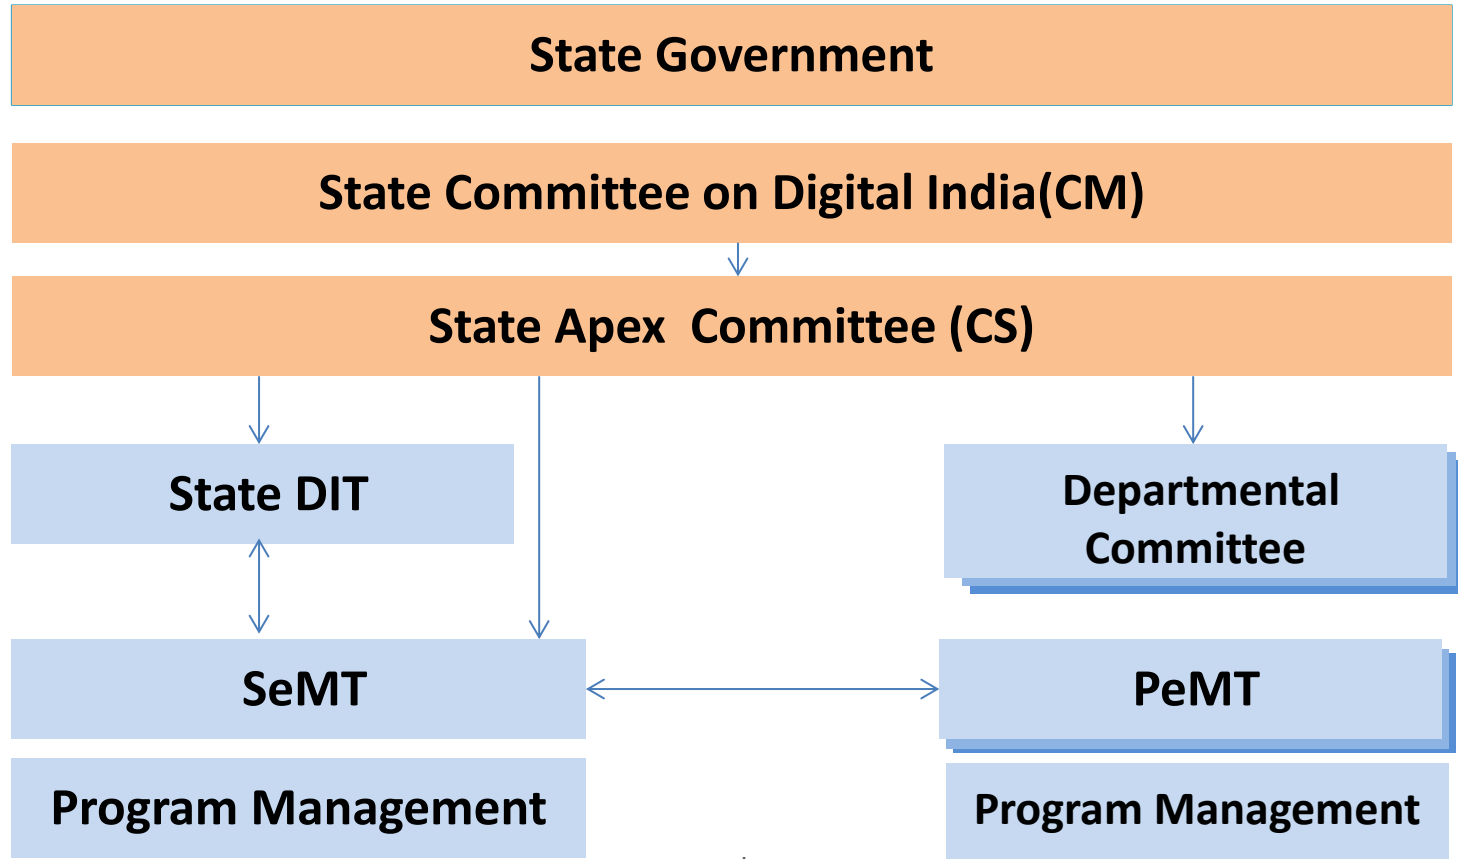 State Government
State Committee on Digital India(CM)
State Apex  Committee (CS)
State DIT
Departmental
Committee
SeMT
PeMT
Program Management
Program Management